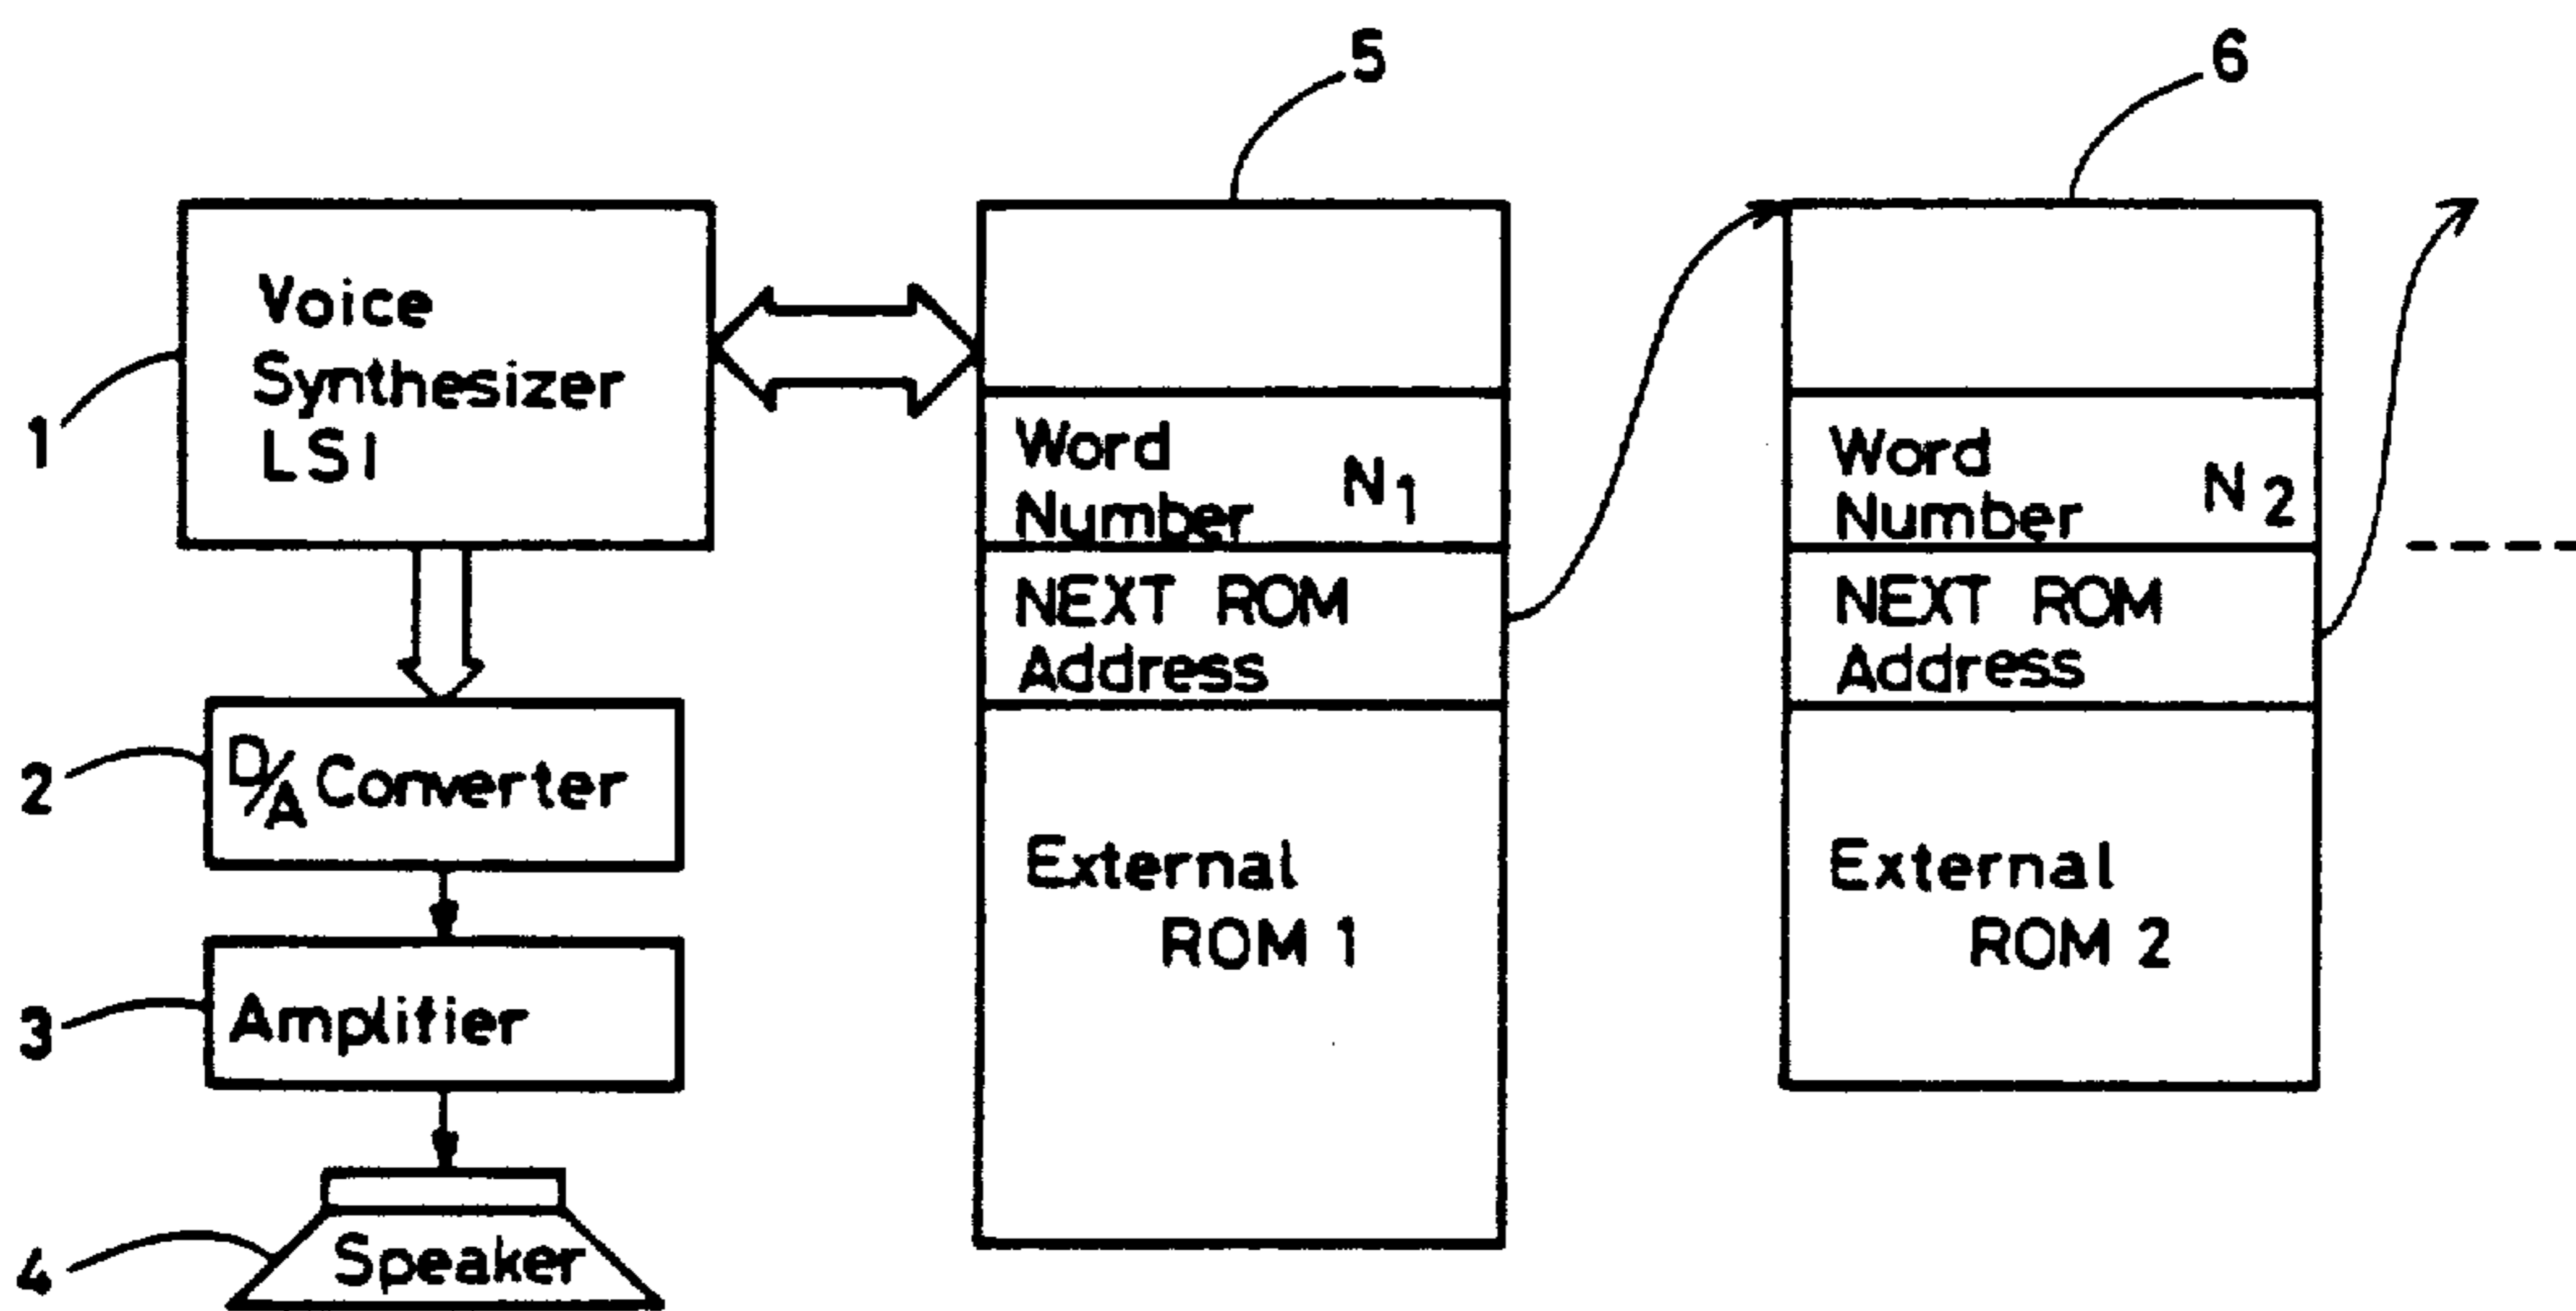 5
6
Voice
Synthesizer
LSI
1
Word
Number N1
NEXT ROM
Address
External
ROM 1
Word
Number N2
NEXT ROM
Address
External
ROM 2
D/A Converter
2
Amplifier
3
Speaker
4